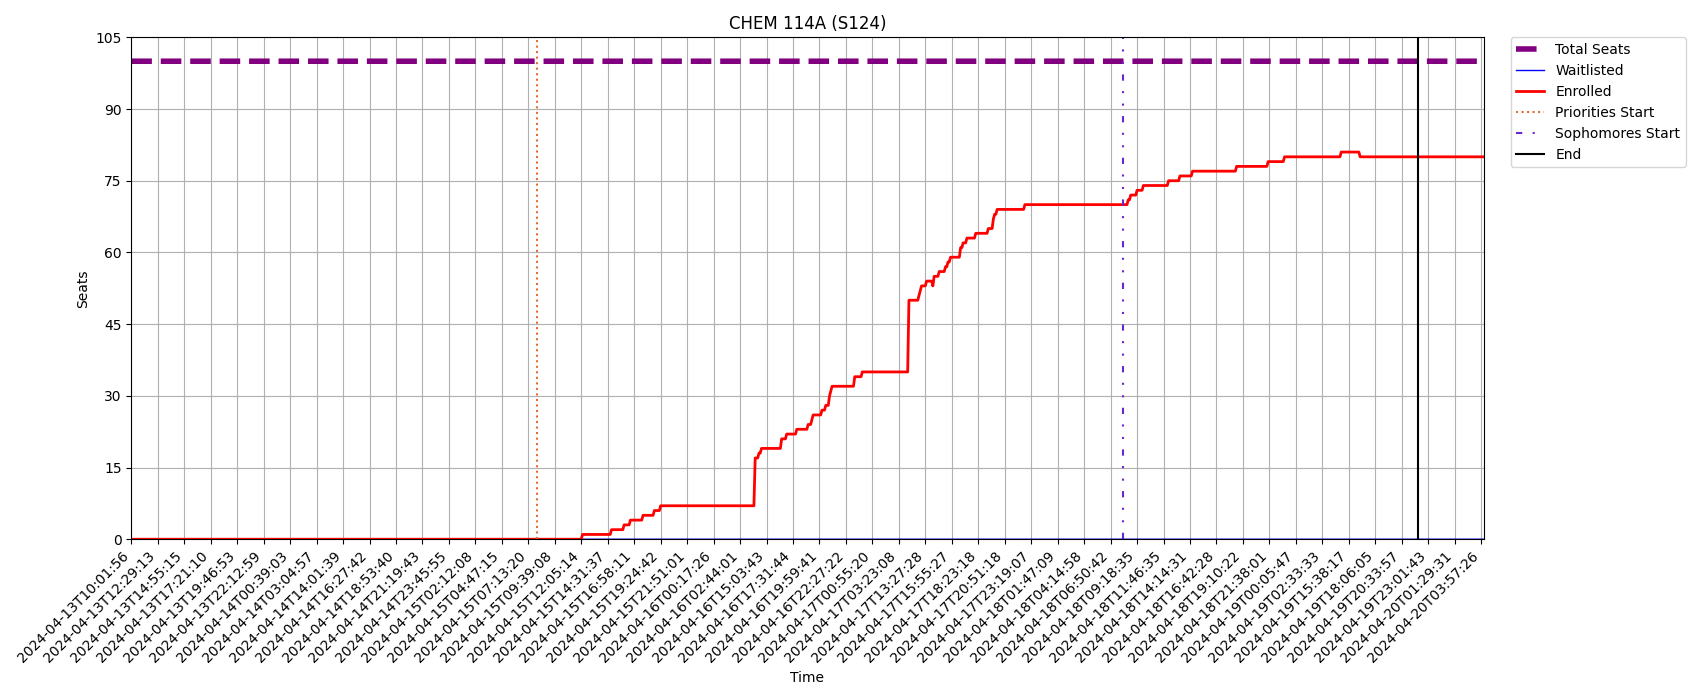 CHEM 114A (S124)
105
90
75
60
45
30
15
0
Seats
Total Seats
Waitlisted
Enrolled
Priorities Start
Sophomores Start
End
2024-04-13T10:01:56
2024-04-13T12:29:13
2024-04-13T14:55:15
2024-04-13T17:21:10
2024-04-13T19:46:53
2024-04-13T22:12:59
2024-04-14T00:39:03
2024-04-14T03:04:57
2024-04-14T14:01:39
2024-04-14T16:27:42
2024-04-14T18:53:40
2024-04-14T21:19:43
2024-04-14T23:45:55
2024-04-15T02:12:08
2024-04-15T04:47:15
2024-04-15T07:13:20
2024-04-15T09:39:08
2024-04-15T12:05:14
2024-04-15T14:31:37
2024-04-15T16:58:11
2024-04-15T19:24:42
2024-04-15T21:51:01
2024-04-16T00:17:26
2024-04-16T02:44:01
2024-04-16T15:03:43
2024-04-16T17:31:44
2024-04-16T19:59:41
2024-04-16T22:27:22
2024-04-17T00:55:20
2024-04-17T03:23:08
2024-04-17T13:27:28
2024-04-17T15:55:27
2024-04-17T18:23:18
2024-04-17T20:51:18
2024-04-17T23:19:07
2024-04-18T01:47:09
2024-04-18T04:14:58
2024-04-18T06:50:42
2024-04-18T09:18:35
2024-04-18T11:46:35
2024-04-18T14:14:31
2024-04-18T16:42:28
2024-04-18T19:10:22
2024-04-18T21:38:01
2024-04-19T00:05:47
2024-04-19T02:33:33
2024-04-19T15:38:17
2024-04-19T18:06:05
2024-04-19T20:33:57
2024-04-19T23:01:43
2024-04-20T01:29:31
2024-04-20T03:57:26
Time